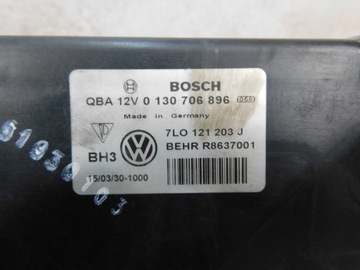 BOSCH
QBA 12V 0 130 706 896 050
Made in Germany
7L0 121 203 J
BH3
BEHR R8637001
15/03/30-1000